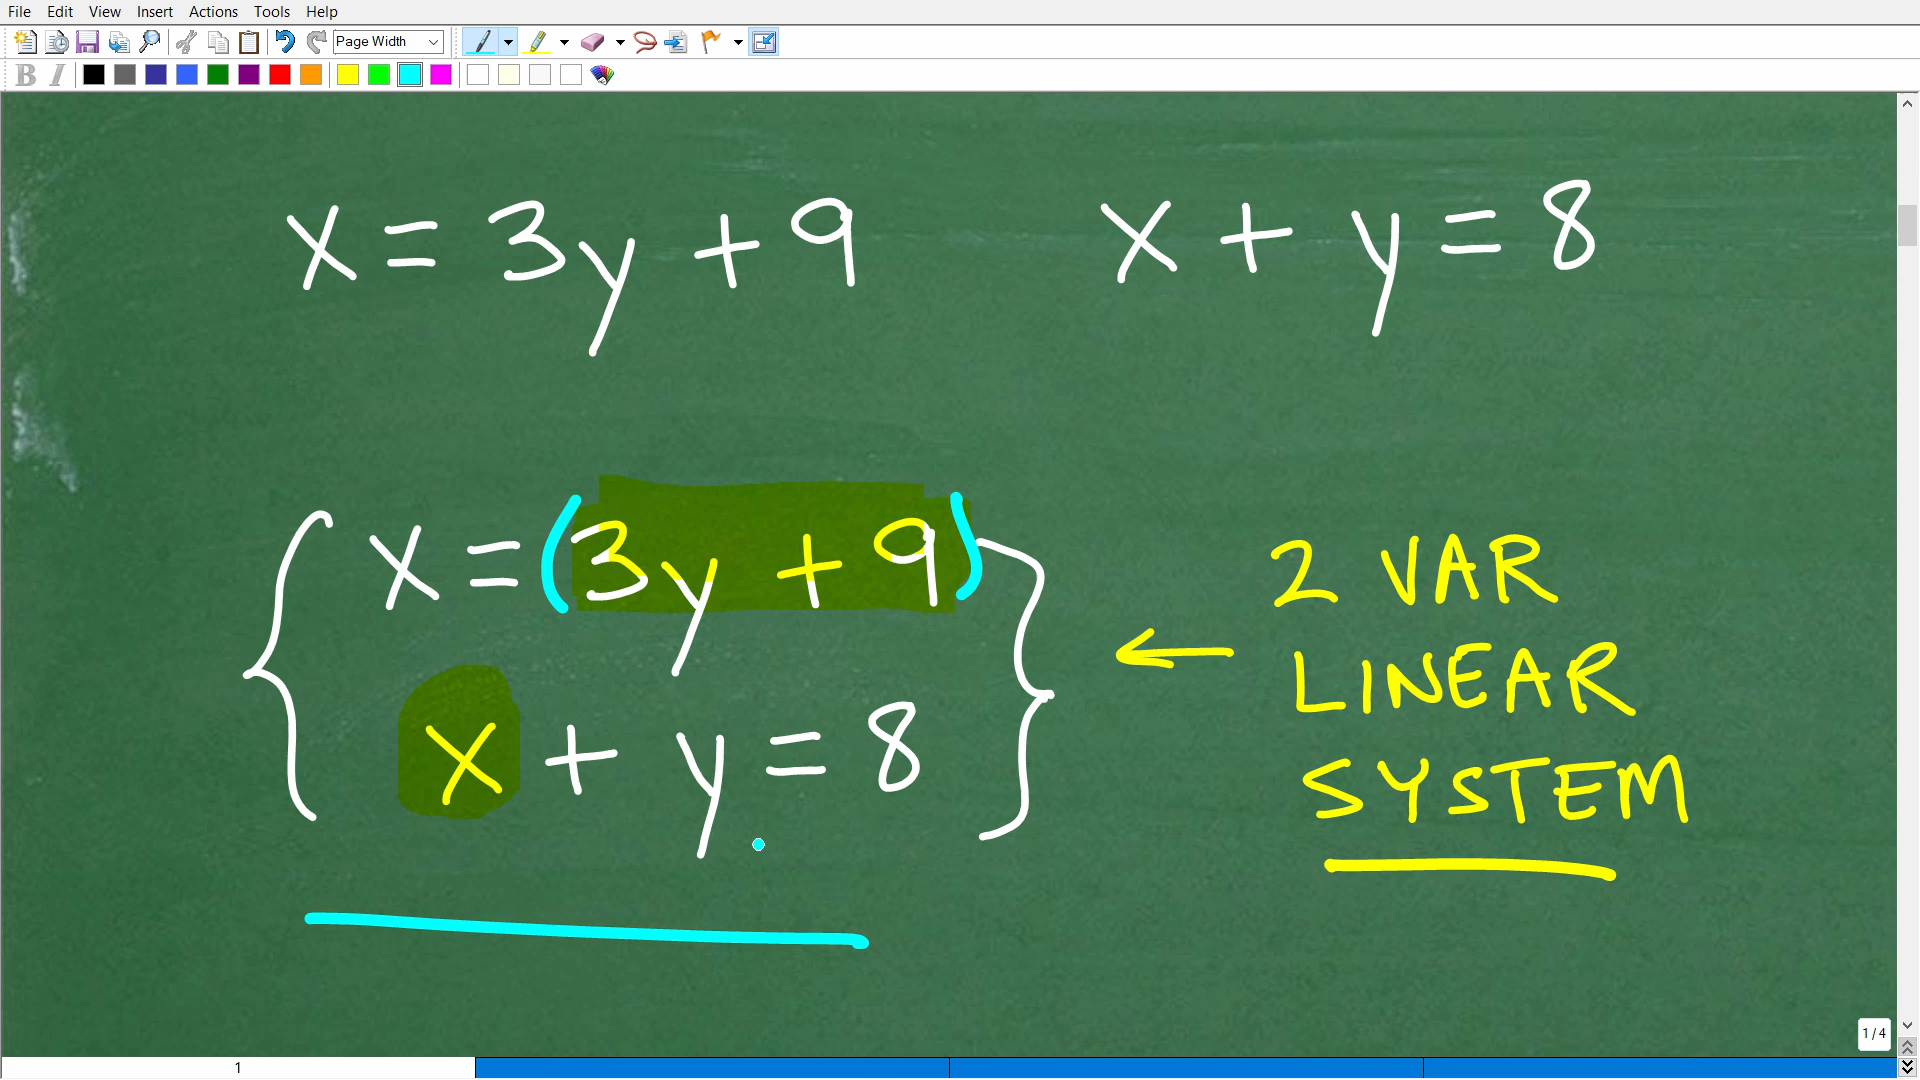 File Edit View Insert Actions Tools Help
Page Width
B I
x = 3y + 9
x + y = 8
x = (3y + 9)
x + y = 8
2 VAR
LINEAR
SYSTEM
1 / 4
1